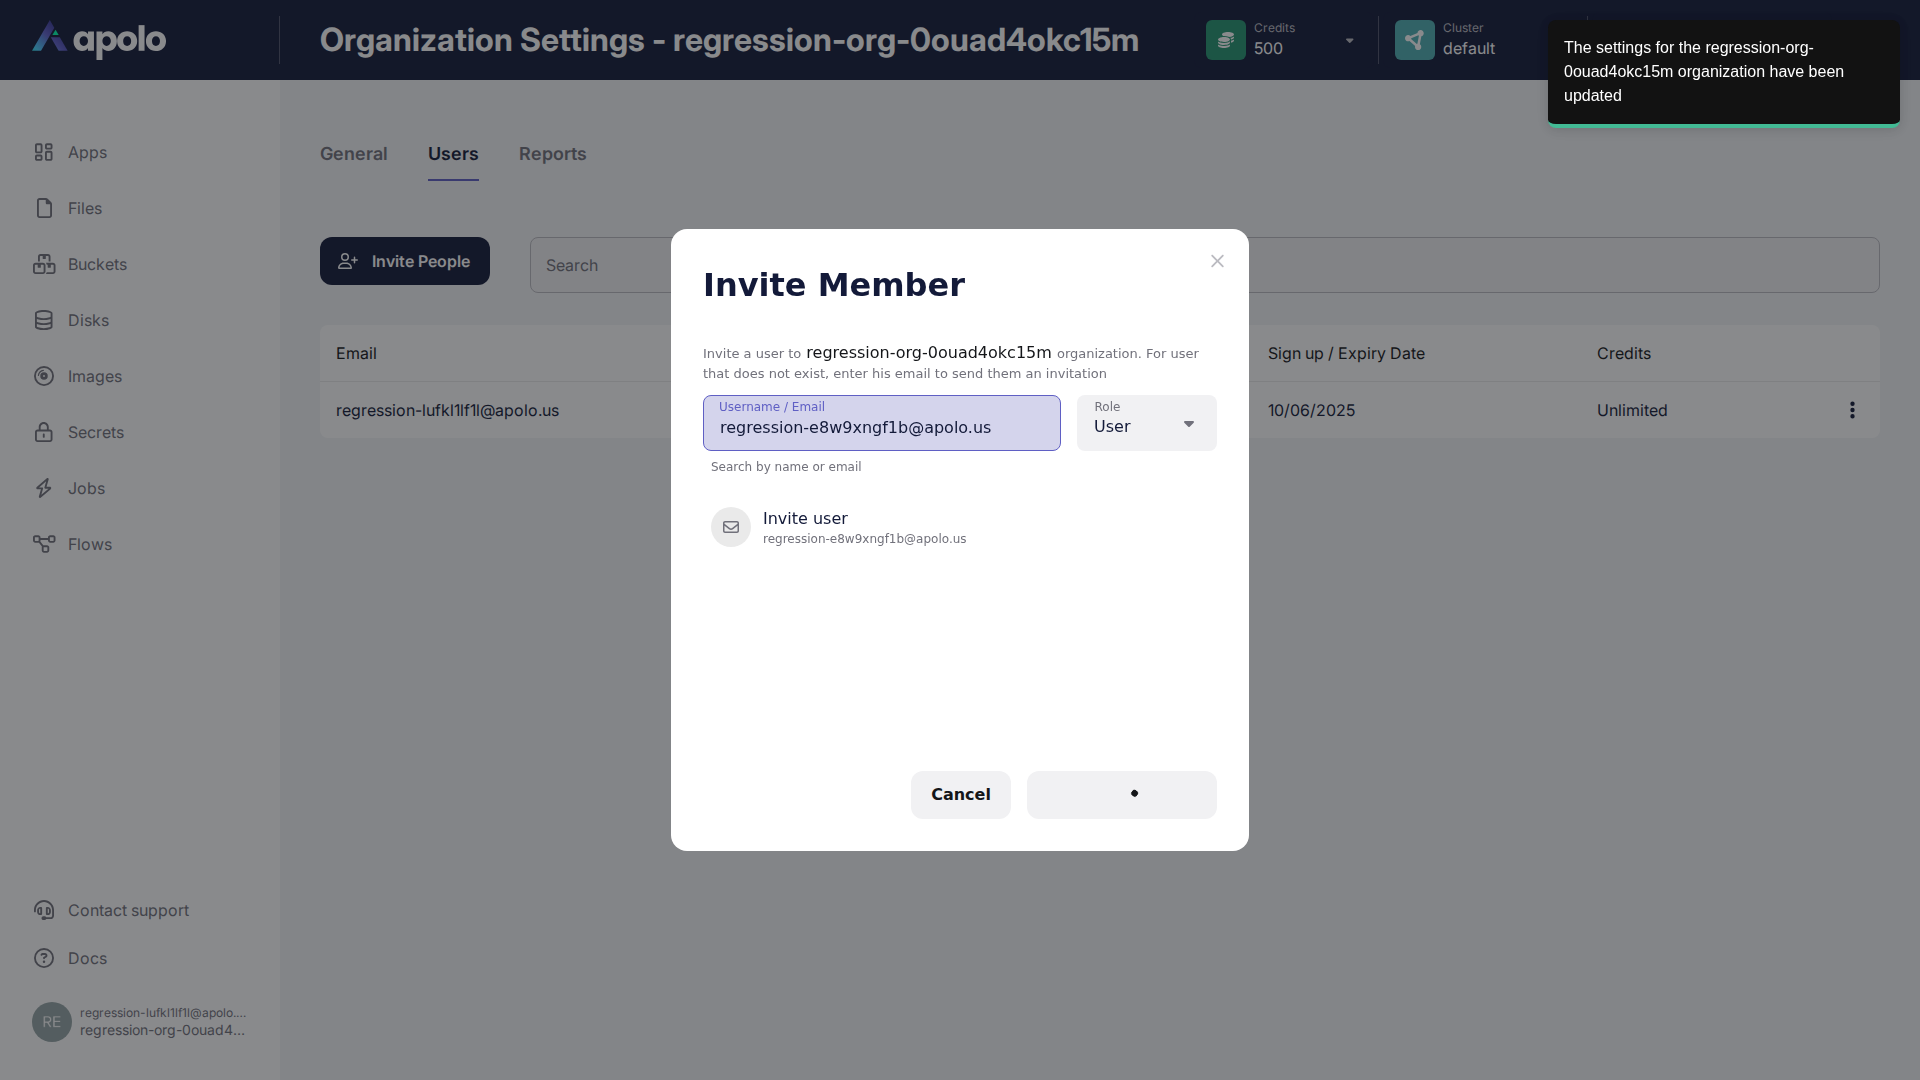 apolo
Organization Settings - regression-org-0ouad4okc15m
Credits
500
Cluster
default
The settings for the regression-org-
0ouad4okc15m organization have been
updated
Apps
Files
Buckets
Disks
Images
Secrets
Jobs
Flows
Contact support
Docs
RE
regression-lufkl1lf1l@apolo....
regression-org-0ouad4...
General
Users
Reports
Invite People
Search
Email
Sign up / Expiry Date
Credits
regression-lufkl1lf1l@apolo.us
10/06/2025
Unlimited
Invite Member
Invite a user to regression-org-0ouad4okc15m organization. For user
that does not exist, enter his email to send them an invitation
Username / Email
regression-e8w9xngf1b@apolo.us
Role
User
Search by name or email
Invite user
regression-e8w9xngf1b@apolo.us
Cancel